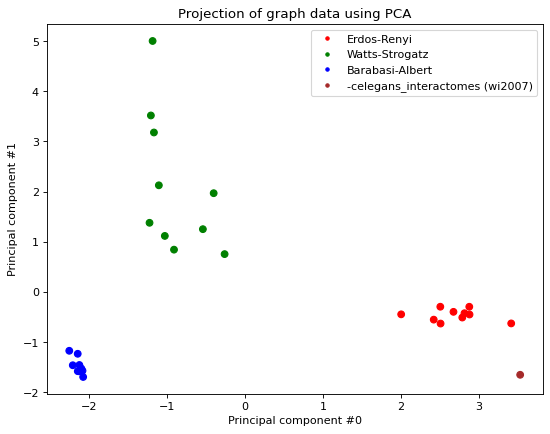 Projection of graph data using PCA
Erdos-Renyi
Watts-Strogatz
Barabasi-Albert
-celegans_interactomes (wi2007)
Principal component #1
5
4
3
2
1
0
−1
−2
−2
−1
0
1
2
3
Principal component #0